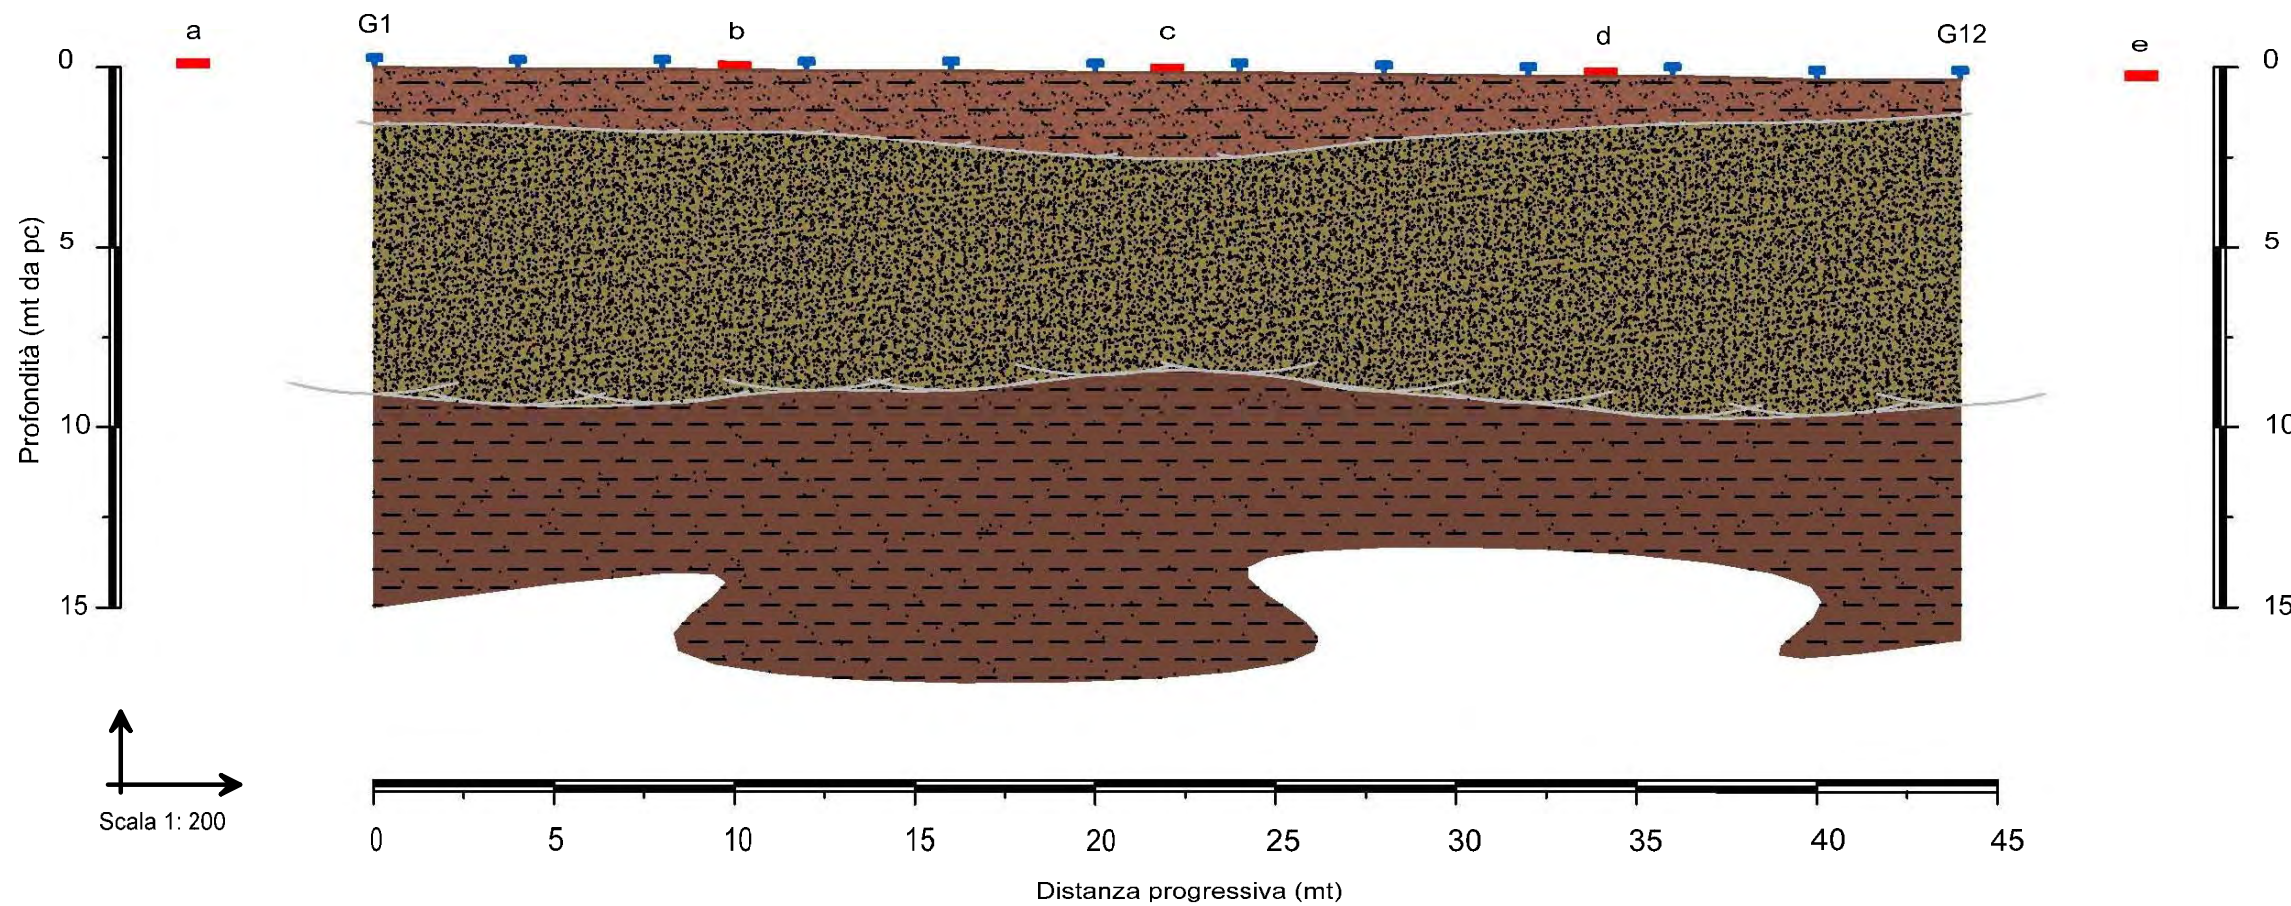 a
G1
b
c
d
G12
e
0
5
10
15
Profondità (mt da pc)
0
5
10
15
Scala 1: 200
0 5 10 15 20 25 30 35 40 45
Distanza progressiva (mt)